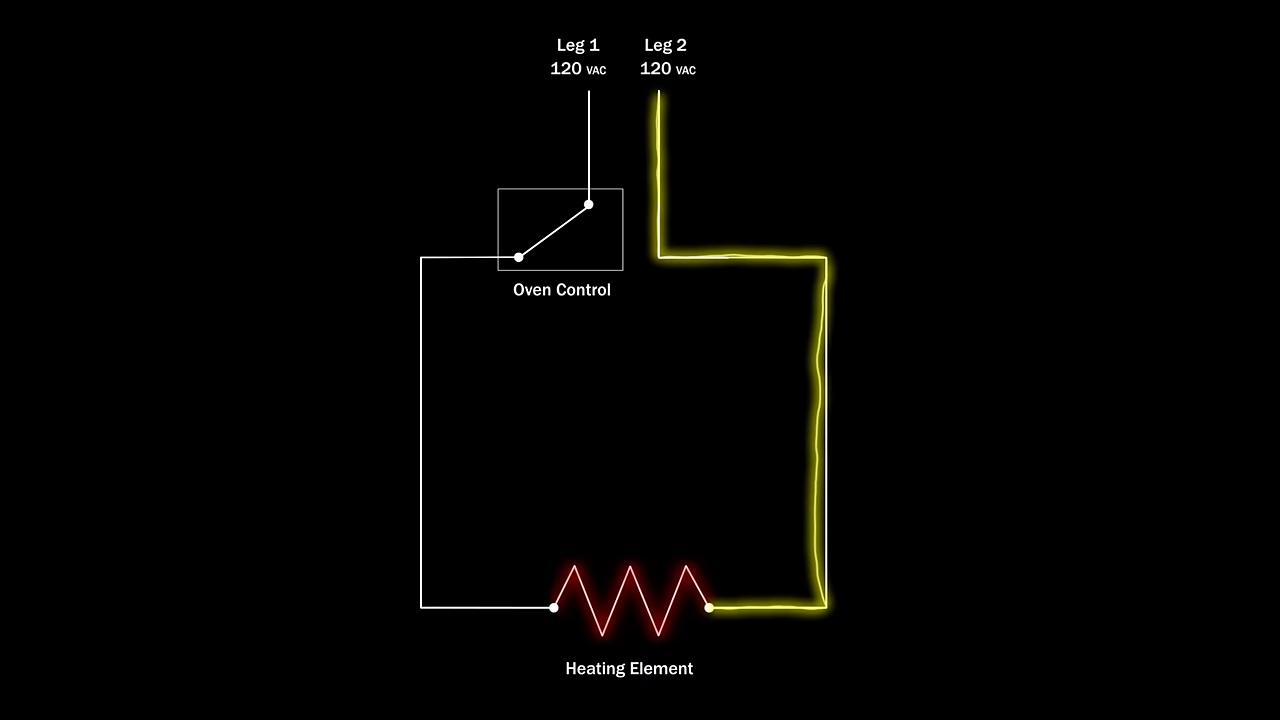 Leg 1
120 VAC
Leg 2
120 VAC
Oven Control
Heating Element